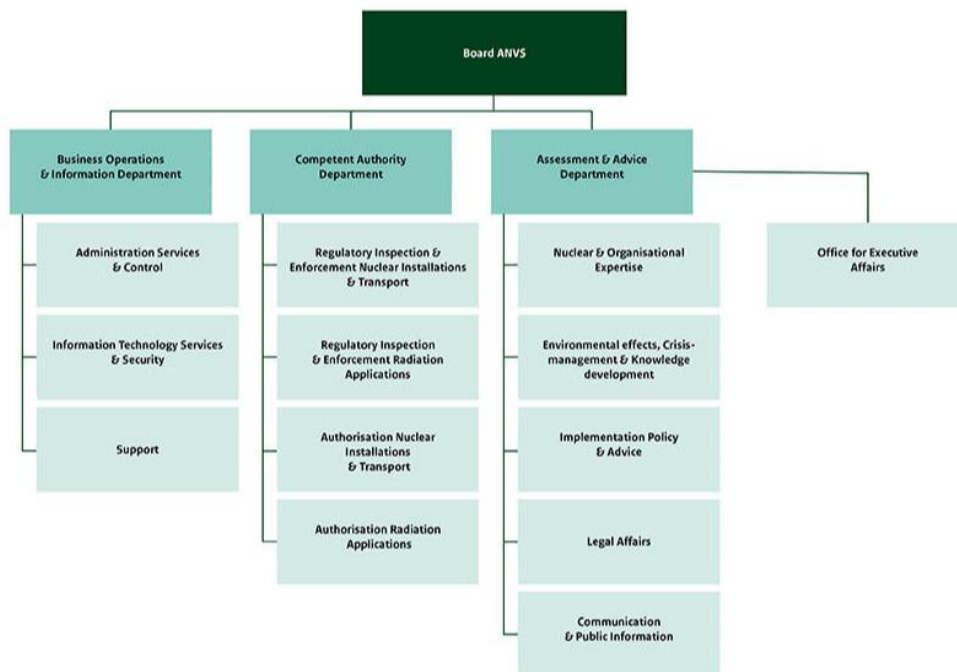 Board ANVS
Business Operations
& Information Department
Competent Authority
Department
Assessment & Advice
Department
Administration Services
& Control
Regulatory Inspection &
Enforcement Nuclear Installations
& Transport
Nuclear & Organisational
Expertise
Office for Executive
Affairs
Information Technology Services
& Security
Regulatory Inspection
& Enforcement Radiation
Applications
Environmental effects, Crisis-
management & Knowledge
development
Support
Authorisation Nuclear
Installations
& Transport
Implementation Policy
& Advice
Authorisation Radiation
Applications
Legal Affairs
Communication
& Public Information